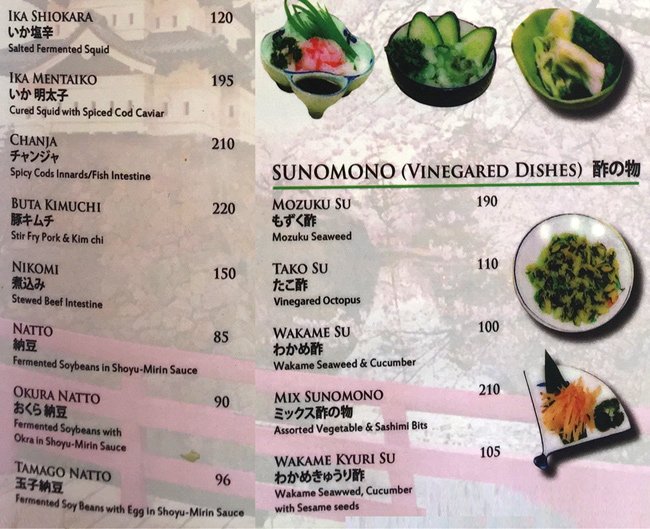 IKA SHIOKARA 120
いか塩辛
Salted Fermented Squid
IKA MENTAIKO 195
いか 明太子
Cured Squid with Spiced Cod Caviar
CHANJA 210
チャンジャ
Spicy Cods Innards/Fish Intestine
BUTA KIMUCHI 220
豚キムチ
Stir Fry Pork & Kim chi
NIKOMI 150
煮込み
Stewed Beef Intestine
NATTO 85
納豆
Fermented Soybeans in Shoyu-Mirin Sauce
OKURA NATTO 90
おくら 納豆
Fermented Soybeans with
Okra in Shoyu-Mirin Sauce
TAMAGO NATTO 96
玉子納豆
Fermented Soy Beans with Egg in Shoyu-Mirin Sauce
SUNOMONO (VINEGARED DISHES) 酢の物
MOZUKU SU 190
もずく酢
Mozuku Seaweed
TAKO SU 110
たこ酢
Vinegared Octopus
WAKAME SU 100
わかめ酢
Wakame Seaweed & Cucumber
MIX SUNOMONO 210
ミックス酢の物
Assorted Vegetable & Sashimi Bits
WAKAME KYURI SU 105
わかめきゅうり酢
Wakame Seawwed, Cucumber
with Sesame seeds